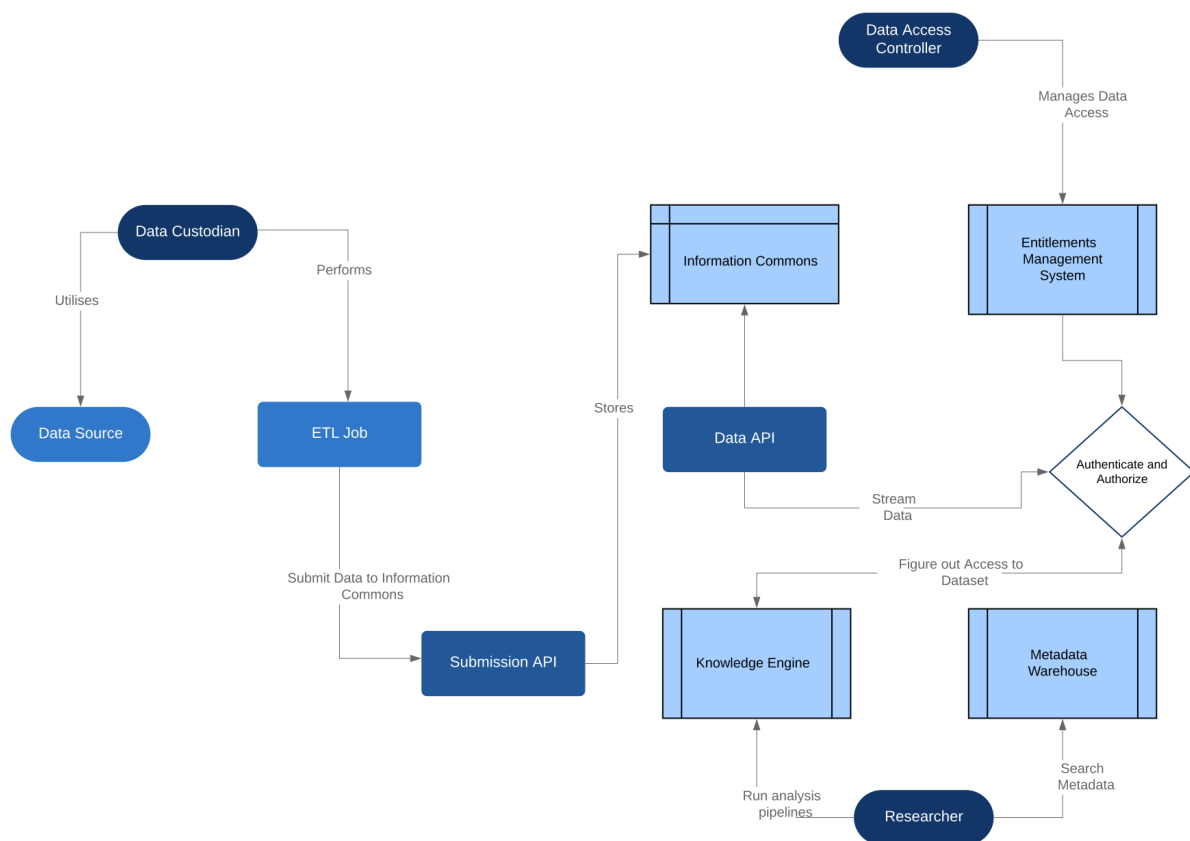 Data Access
Controller
Manages Data
Access
Data Custodian
Performs
Utilises
Information Commons
Entitlements
Management
System
Data Source
ETL Job
Stores
Data API
Authenticate and
Authorize
Stream
Data
Figure out Access to
Dataset
Submit Data to Information
Commons
Submission API
Knowledge Engine
Metadata
Warehouse
Search
Metadata
Run analysis
pipelines
Researcher